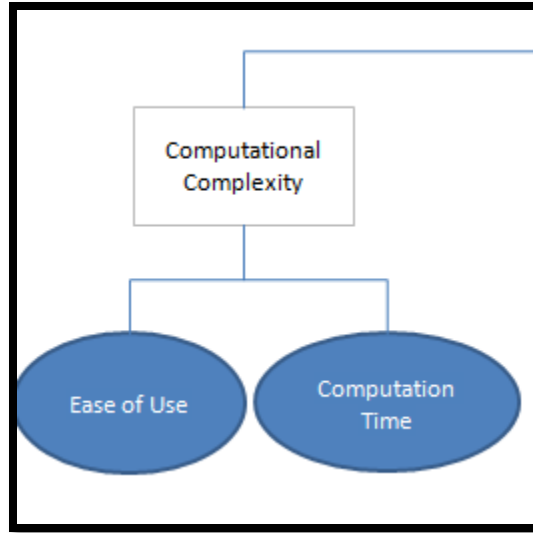 Computational
Complexity
Ease of Use
Computation
Time